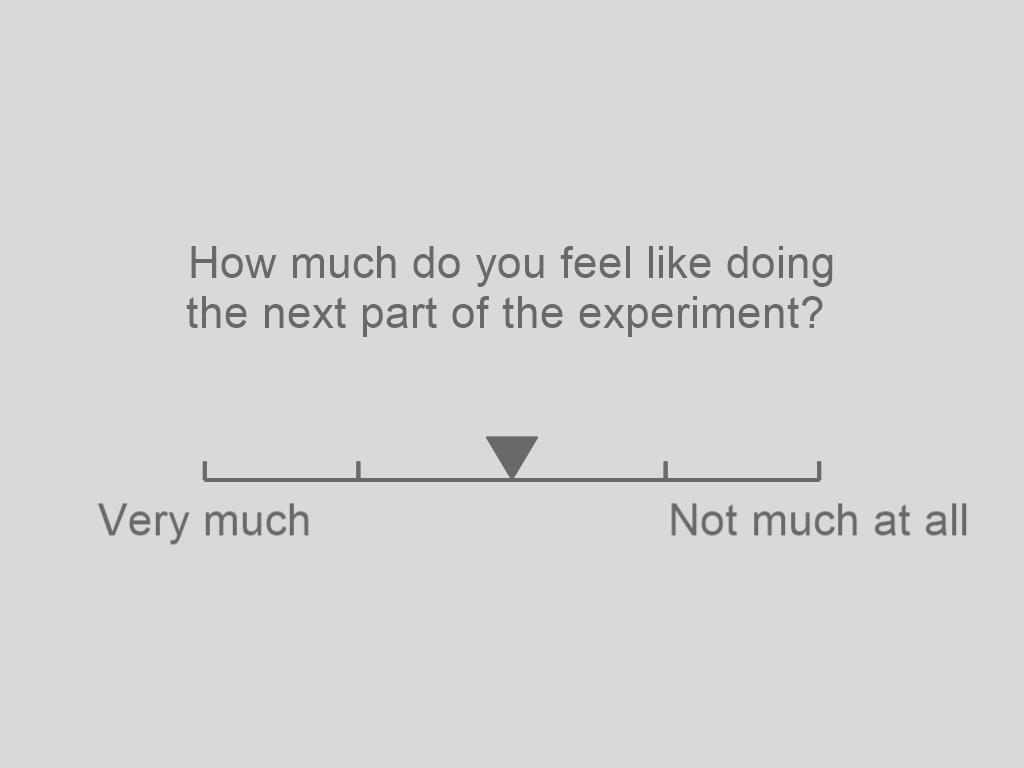 How much do you feel like doing
the next part of the experiment?
Very much
Not much at all